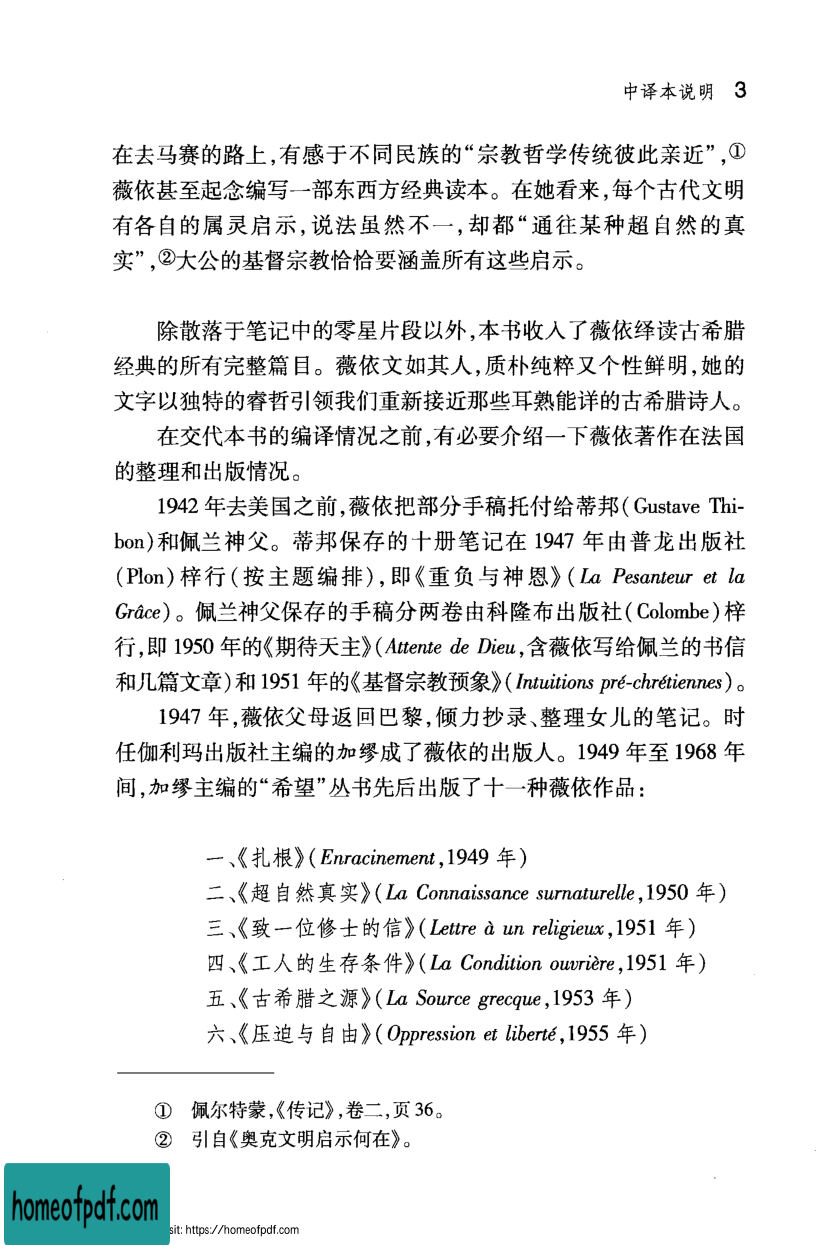 中译本说明 3
在去马赛的路上,有感于不同民族的“宗教哲学传统彼此亲近”,①
薇依甚至起念编写一部东西方经典读本。在她看来,每个古代文明
有各自的属灵启示,说法虽然不一,却都“通往某种超自然的真
实”,②大公的基督宗教恰恰要涵盖所有这些启示。
除散落于笔记中的零星片段以外,本书收入了薇依绎读古希腊
经典的所有完整篇目。薇依文如其人,质朴纯粹又个性鲜明,她的
文字以独特的睿哲引领我们重新接近那些耳熟能详的古希腊诗人。
在交代本书的编译情况之前,有必要介绍一下薇依著作在法国
的整理和出版情况。
1942 年去美国之前,薇依把部分手稿托付给蒂邦(Gustave Thi-
bon)和佩兰神父。蒂邦保存的十册笔记在 1947 年由普龙出版社
(Plon)梓行(按主题编排),即《重负与神恩》(La Pesanteur et la
Grâce)。佩兰神父保存的手稿分两卷由科隆布出版社(Colombe)梓
行,即 1950 年的《期待天主》(Attente de Dieu,含薇依写给佩兰的书信
和几篇文章)和 1951 年的《基督宗教预象》(Intuitions pré-chrétiennes)。
1947 年,薇依父母返回巴黎,倾力抄录、整理女儿的笔记。时
任伽利玛出版社主编的加缪成了薇依的出版人。1949 年至 1968 年
间,加缪主编的“希望”丛书先后出版了十一种薇依作品:
一、《扎根》(Enracinement,1949 年)
二、《超自然真实》(La Connaissance surnaturelle,1950 年)
三、《致一位修士的信》(Lettre à un religieux,1951 年)
四、《工人的生存条件》(La Condition ouvrière,1951 年)
五、《古希腊之源》(La Source grecque,1953 年)
六、《压迫与自由》(Oppression et liberté,1955 年)
① 佩尔特蒙,《传记》,卷二,页 36。
② 引自《奥克文明启示何在》。
homeofpdf.com
sit: https://homeofpdf.com